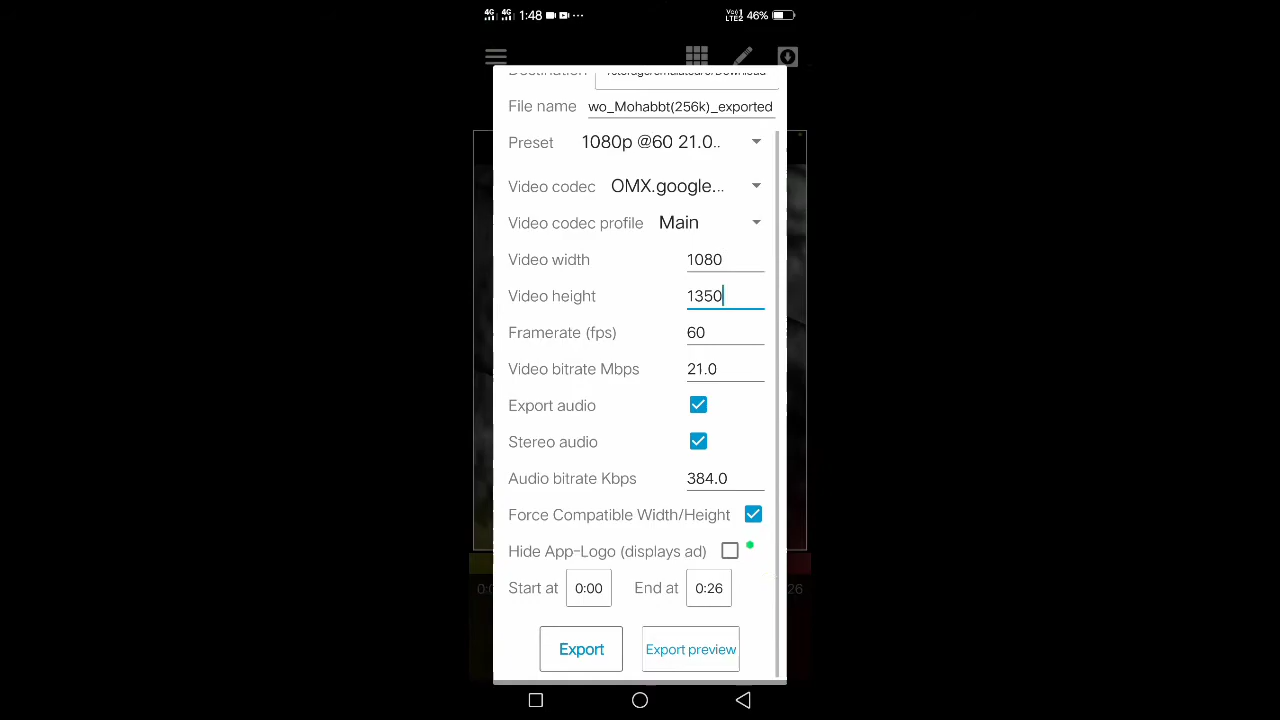 4G 4G 1:48 ... VoLTE2 46%
Destination
File name wo_Mohabbt(256k)_exported
Preset 1080p @60 21.0..
Video codec OMX.google...
Video codec profile Main
Video width 1080
Video height 1350
Framerate (fps) 60
Video bitrate Mbps 21.0
Export audio
Stereo audio
Audio bitrate Kbps 384.0
Force Compatible Width/Height
Hide App-Logo (displays ad)
Start at 0:00 End at 0:26
Export Export preview